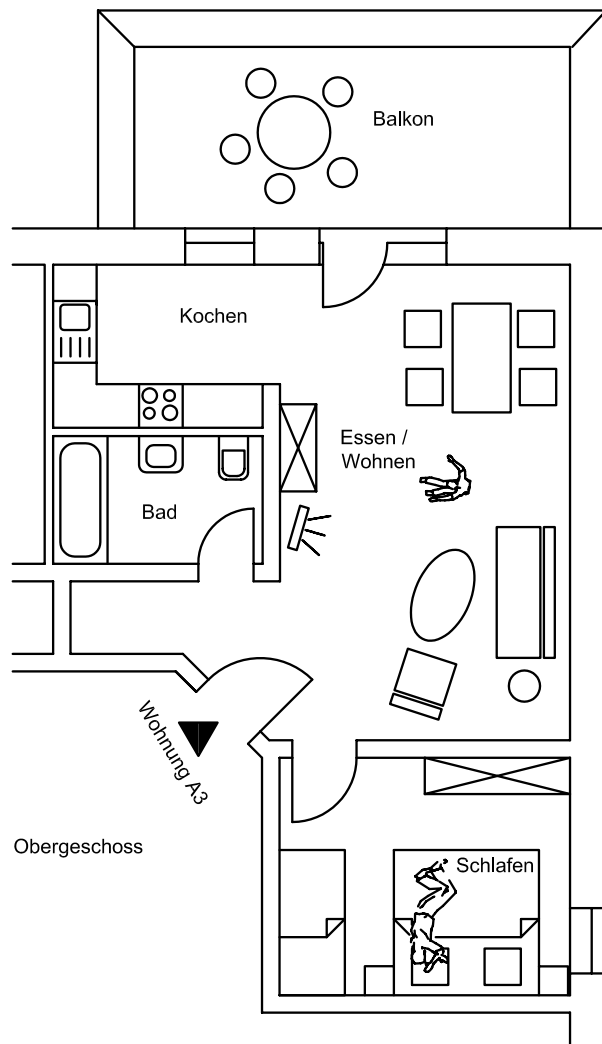 Balkon
Kochen
Essen /
Wohnen
Bad
Wohnung A3
Obergeschoss
Schlafen